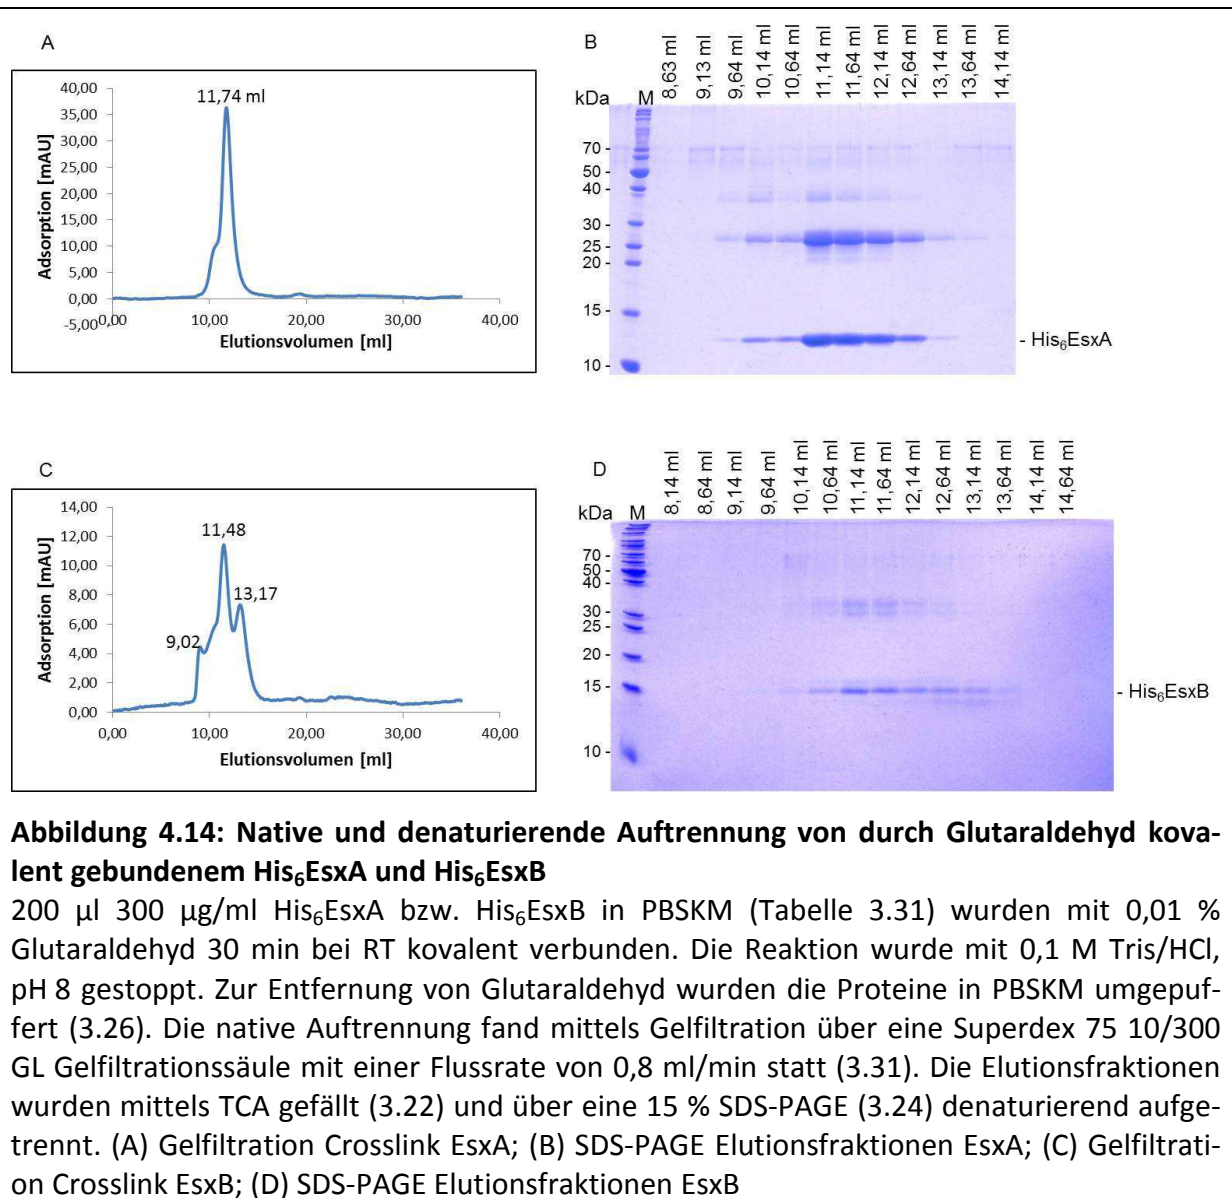 A
40,00
35,00
30,00
25,00
20,00
15,00
10,00
5,00
0,00
-5,00
0,00
10,00
20,00
30,00
40,00
11,74 ml
Adsorption [mAU]
Elutionsvolumen [ml]
B
kDa
M
8,63 ml
9,13 ml
9,64 ml
10,14 ml
10,64 ml
11,14 ml
11,64 ml
12,14 ml
12,64 ml
13,14 ml
13,64 ml
14,14 ml
70 -
50 -
40 -
30 -
25 -
20 -
15 -
10 -
- His₆EsxA
C
14,00
12,00
10,00
8,00
6,00
4,00
2,00
0,00
0,00
10,00
20,00
30,00
40,00
9,02
11,48
13,17
Adsorption [mAU]
Elutionsvolumen [ml]
D
kDa
M
8,14 ml
8,64 ml
9,14 ml
9,64 ml
10,14 ml
10,64 ml
11,14 ml
11,64 ml
12,14 ml
12,64 ml
13,14 ml
13,64 ml
14,14 ml
14,64 ml
70 -
50 -
40 -
30 -
25 -
20 -
15 -
10 -
- His₆EsxB
Abbildung 4.14: Native und denaturierende Auftrennung von durch Glutaraldehyd kova-
lent gebundenem His₆EsxA und His₆EsxB
200 µl 300 µg/ml His₆EsxA bzw. His₆EsxB in PBSKM (Tabelle 3.31) wurden mit 0,01 %
Glutaraldehyd 30 min bei RT kovalent verbunden. Die Reaktion wurde mit 0,1 M Tris/HCl,
pH 8 gestoppt. Zur Entfernung von Glutaraldehyd wurden die Proteine in PBSKM umgepuf-
fert (3.26). Die native Auftrennung fand mittels Gelfiltration über eine Superdex 75 10/300
GL Gelfiltrationssäule mit einer Flussrate von 0,8 ml/min statt (3.31). Die Elutionsfraktionen
wurden mittels TCA gefällt (3.22) und über eine 15 % SDS-PAGE (3.24) denaturierend aufge-
trennt. (A) Gelfiltration Crosslink EsxA; (B) SDS-PAGE Elutionsfraktionen EsxA; (C) Gelfiltrati-
on Crosslink EsxB; (D) SDS-PAGE Elutionsfraktionen EsxB